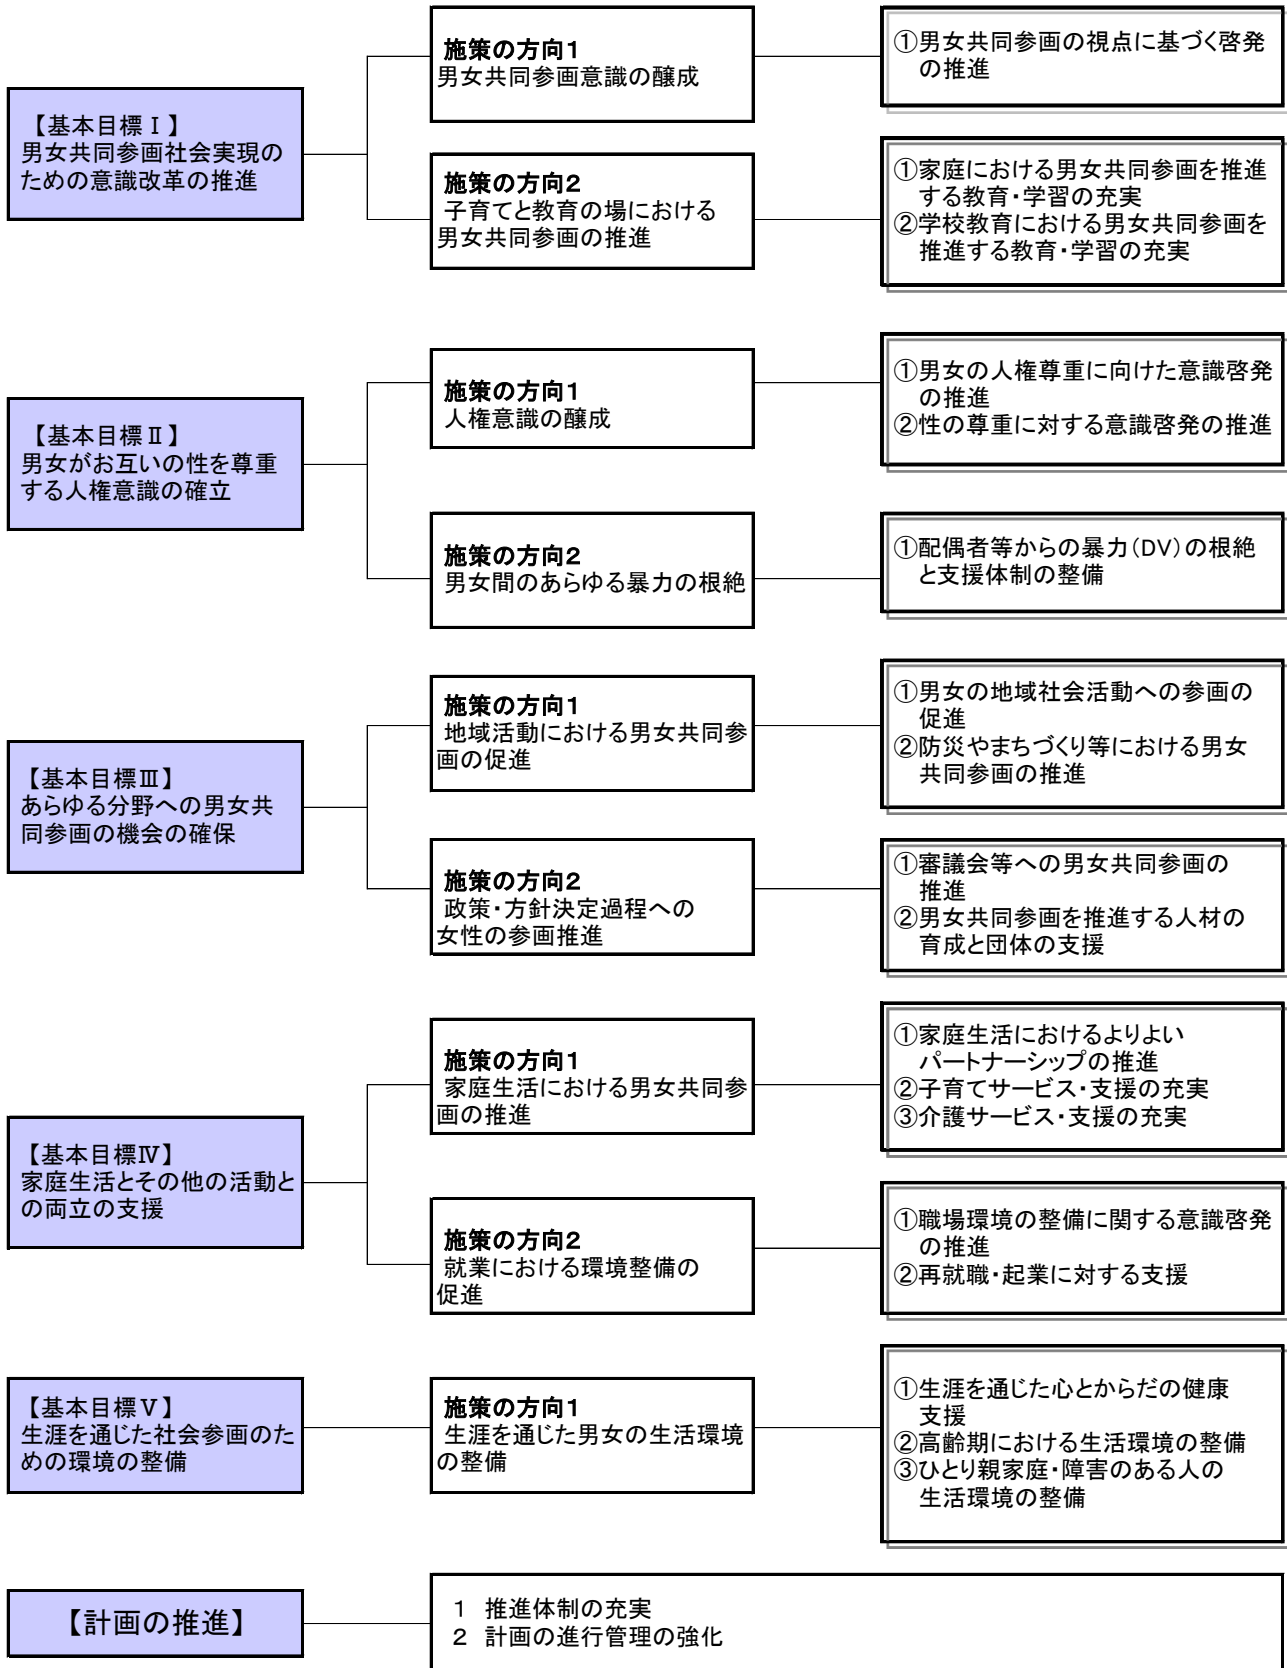 【基本目標Ⅰ】
男女共同参画社会実現の
ための意識改革の推進
施策の方向1
男女共同参画意識の醸成
①男女共同参画の視点に基づく啓発
の推進
施策の方向2
子育てと教育の場における
男女共同参画の推進
①家庭における男女共同参画を推進
する教育・学習の充実
②学校教育における男女共同参画を
推進する教育・学習の充実
【基本目標Ⅱ】
男女がお互いの性を尊重
する人権意識の確立
施策の方向1
人権意識の醸成
①男女の人権尊重に向けた意識啓発
の推進
②性の尊重に対する意識啓発の推進
施策の方向2
男女間のあらゆる暴力の根絶
①配偶者等からの暴力(DV)の根絶
と支援体制の整備
【基本目標Ⅲ】
あらゆる分野への男女共
同参画の機会の確保
施策の方向1
地域活動における男女共同参
画の促進
①男女の地域社会活動への参画の
促進
②防災やまちづくり等における男女
共同参画の推進
施策の方向2
政策・方針決定過程への
女性の参画推進
①審議会等への男女共同参画の
推進
②男女共同参画を推進する人材の
育成と団体の支援
【基本目標Ⅳ】
家庭生活とその他の活動と
の両立の支援
施策の方向1
家庭生活における男女共同参
画の推進
①家庭生活におけるよりよい
パートナーシップの推進
②子育てサービス・支援の充実
③介護サービス・支援の充実
施策の方向2
就業における環境整備の
促進
①職場環境の整備に関する意識啓発
の推進
②再就職・起業に対する支援
【基本目標Ⅴ】
生涯を通じた社会参画のた
めの環境の整備
施策の方向1
生涯を通じた男女の生活環境
の整備
①生涯を通じた心とからだの健康
支援
②高齢期における生活環境の整備
③ひとり親家庭・障害のある人の
生活環境の整備
【計画の推進】
1 推進体制の充実
2 計画の進行管理の強化